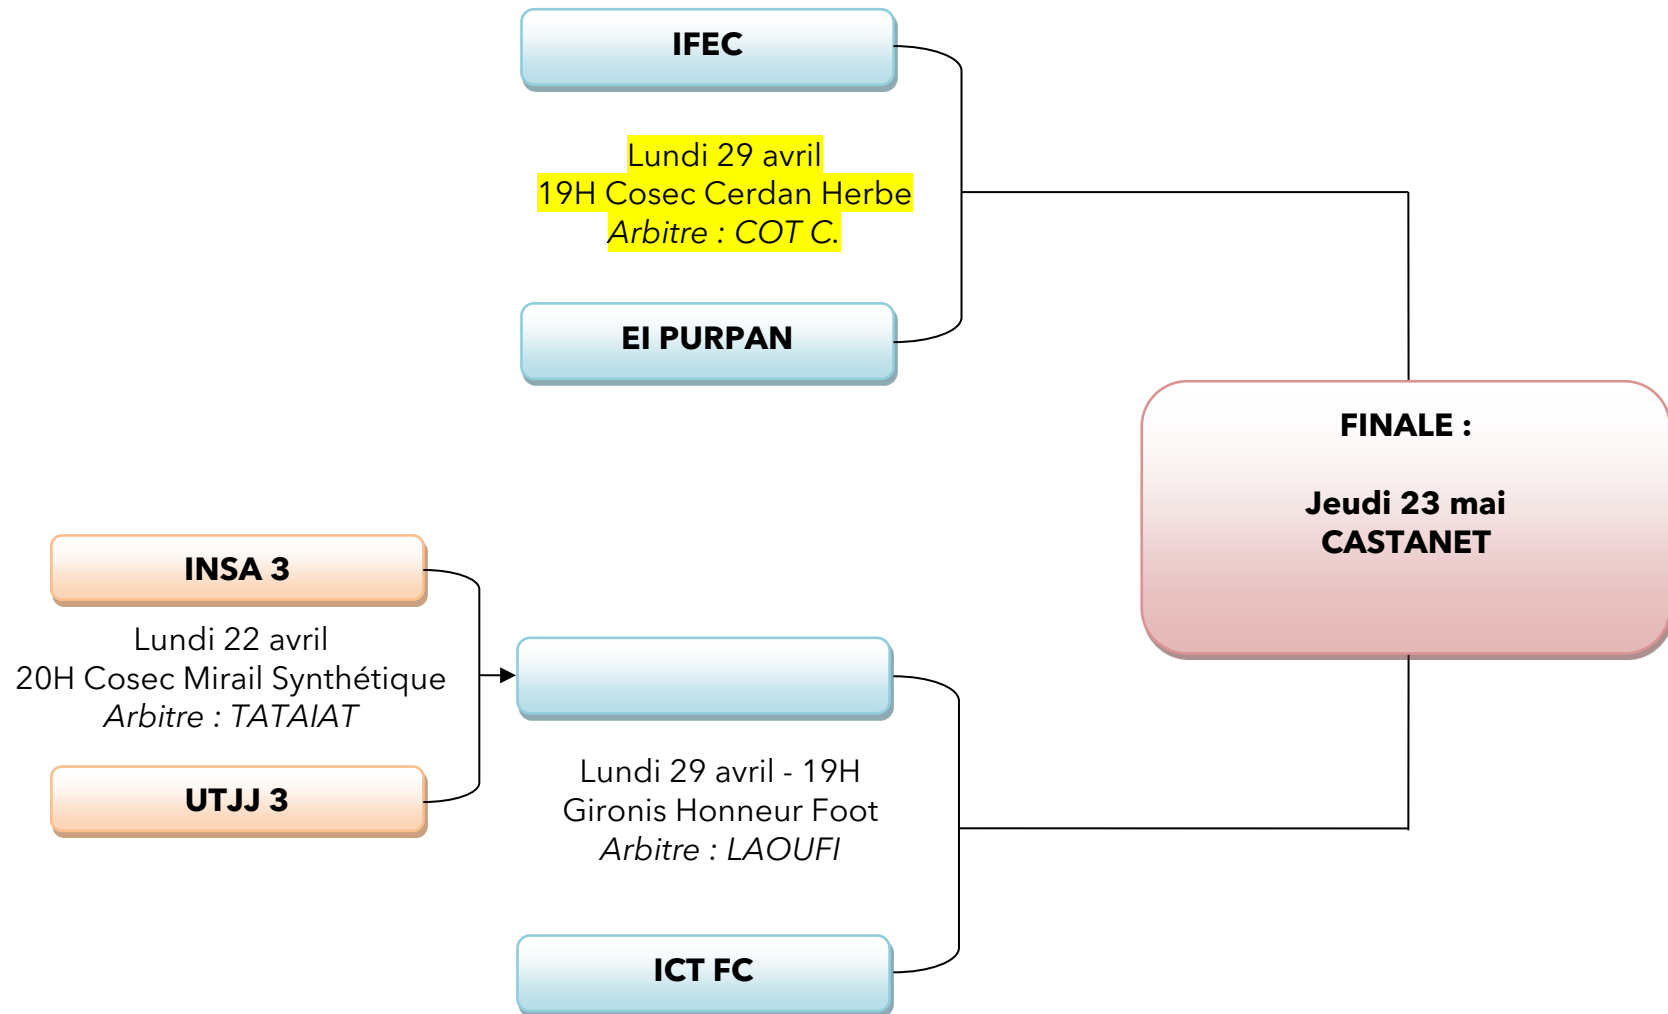 IFEC
Lundi 29 avril
19H Cosec Cerdan Herbe
Arbitre : COT C.
EI PURPAN
FINALE :
Jeudi 23 mai
CASTANET
INSA 3
Lundi 22 avril
20H Cosec Mirail Synthétique
Arbitre : TATAIAT
UTJJ 3
Lundi 29 avril - 19H
Gironis Honneur Foot
Arbitre : LAOUFI
ICT FC